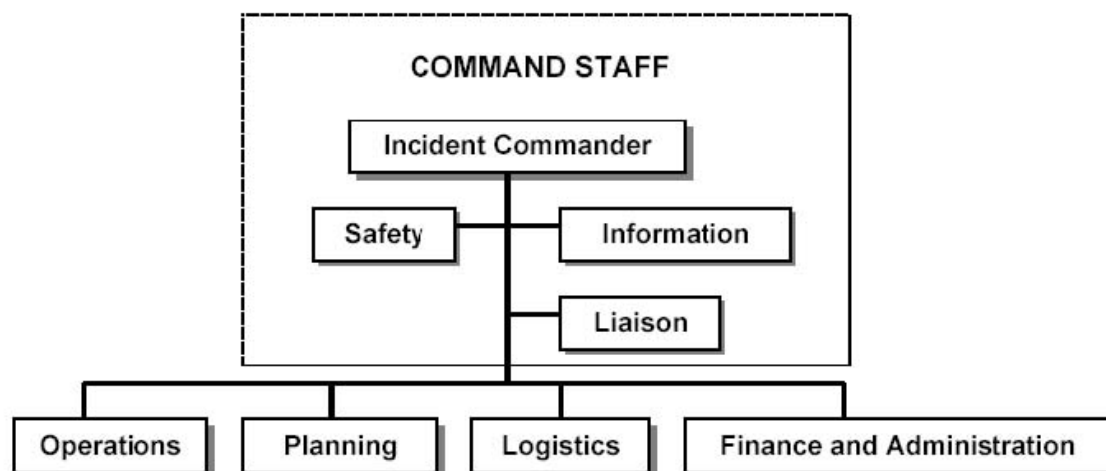 COMMAND STAFF
Incident Commander
Safety
Information
Liaison
Operations
Planning
Logistics
Finance and Administration